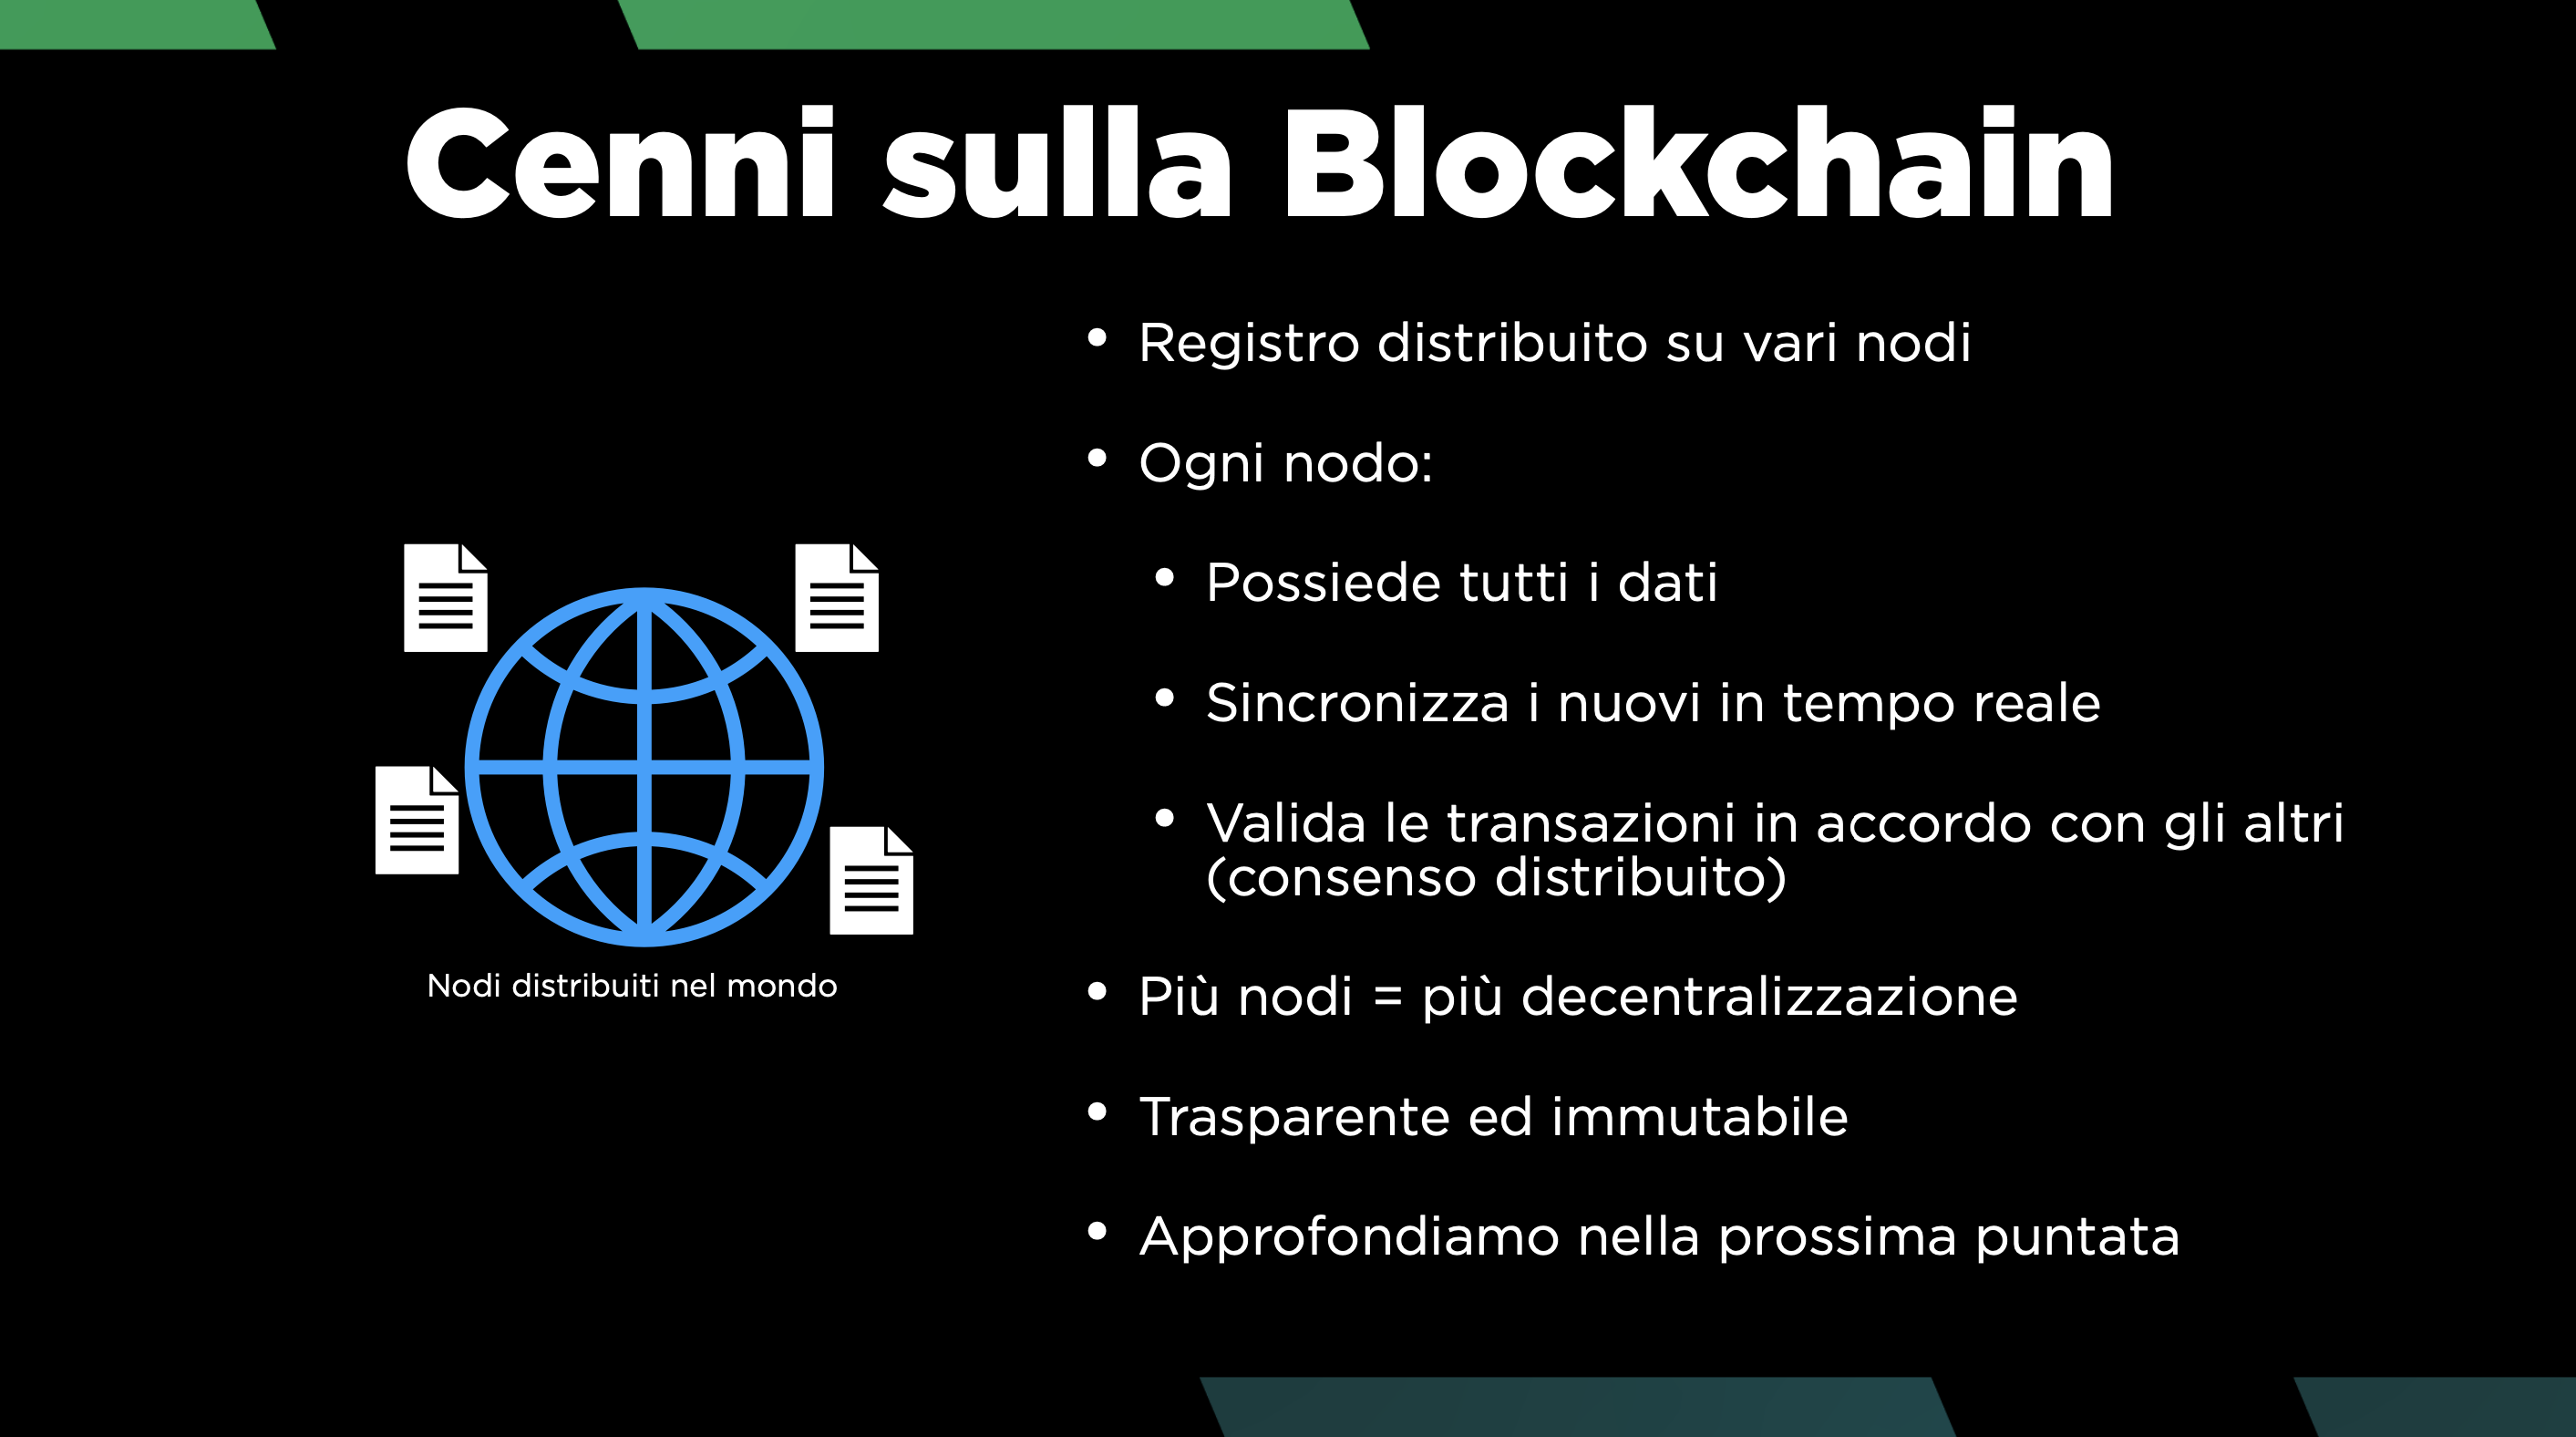 Cenni sulla Blockchain
• Registro distribuito su vari nodi
• Ogni nodo:
• Possiede tutti i dati
• Sincronizza i nuovi in tempo reale
• Valida le transazioni in accordo con gli altri
(consenso distribuito)
• Più nodi = più decentralizzazione
• Trasparente ed immutabile
• Approfondiamo nella prossima puntata
Nodi distribuiti nel mondo